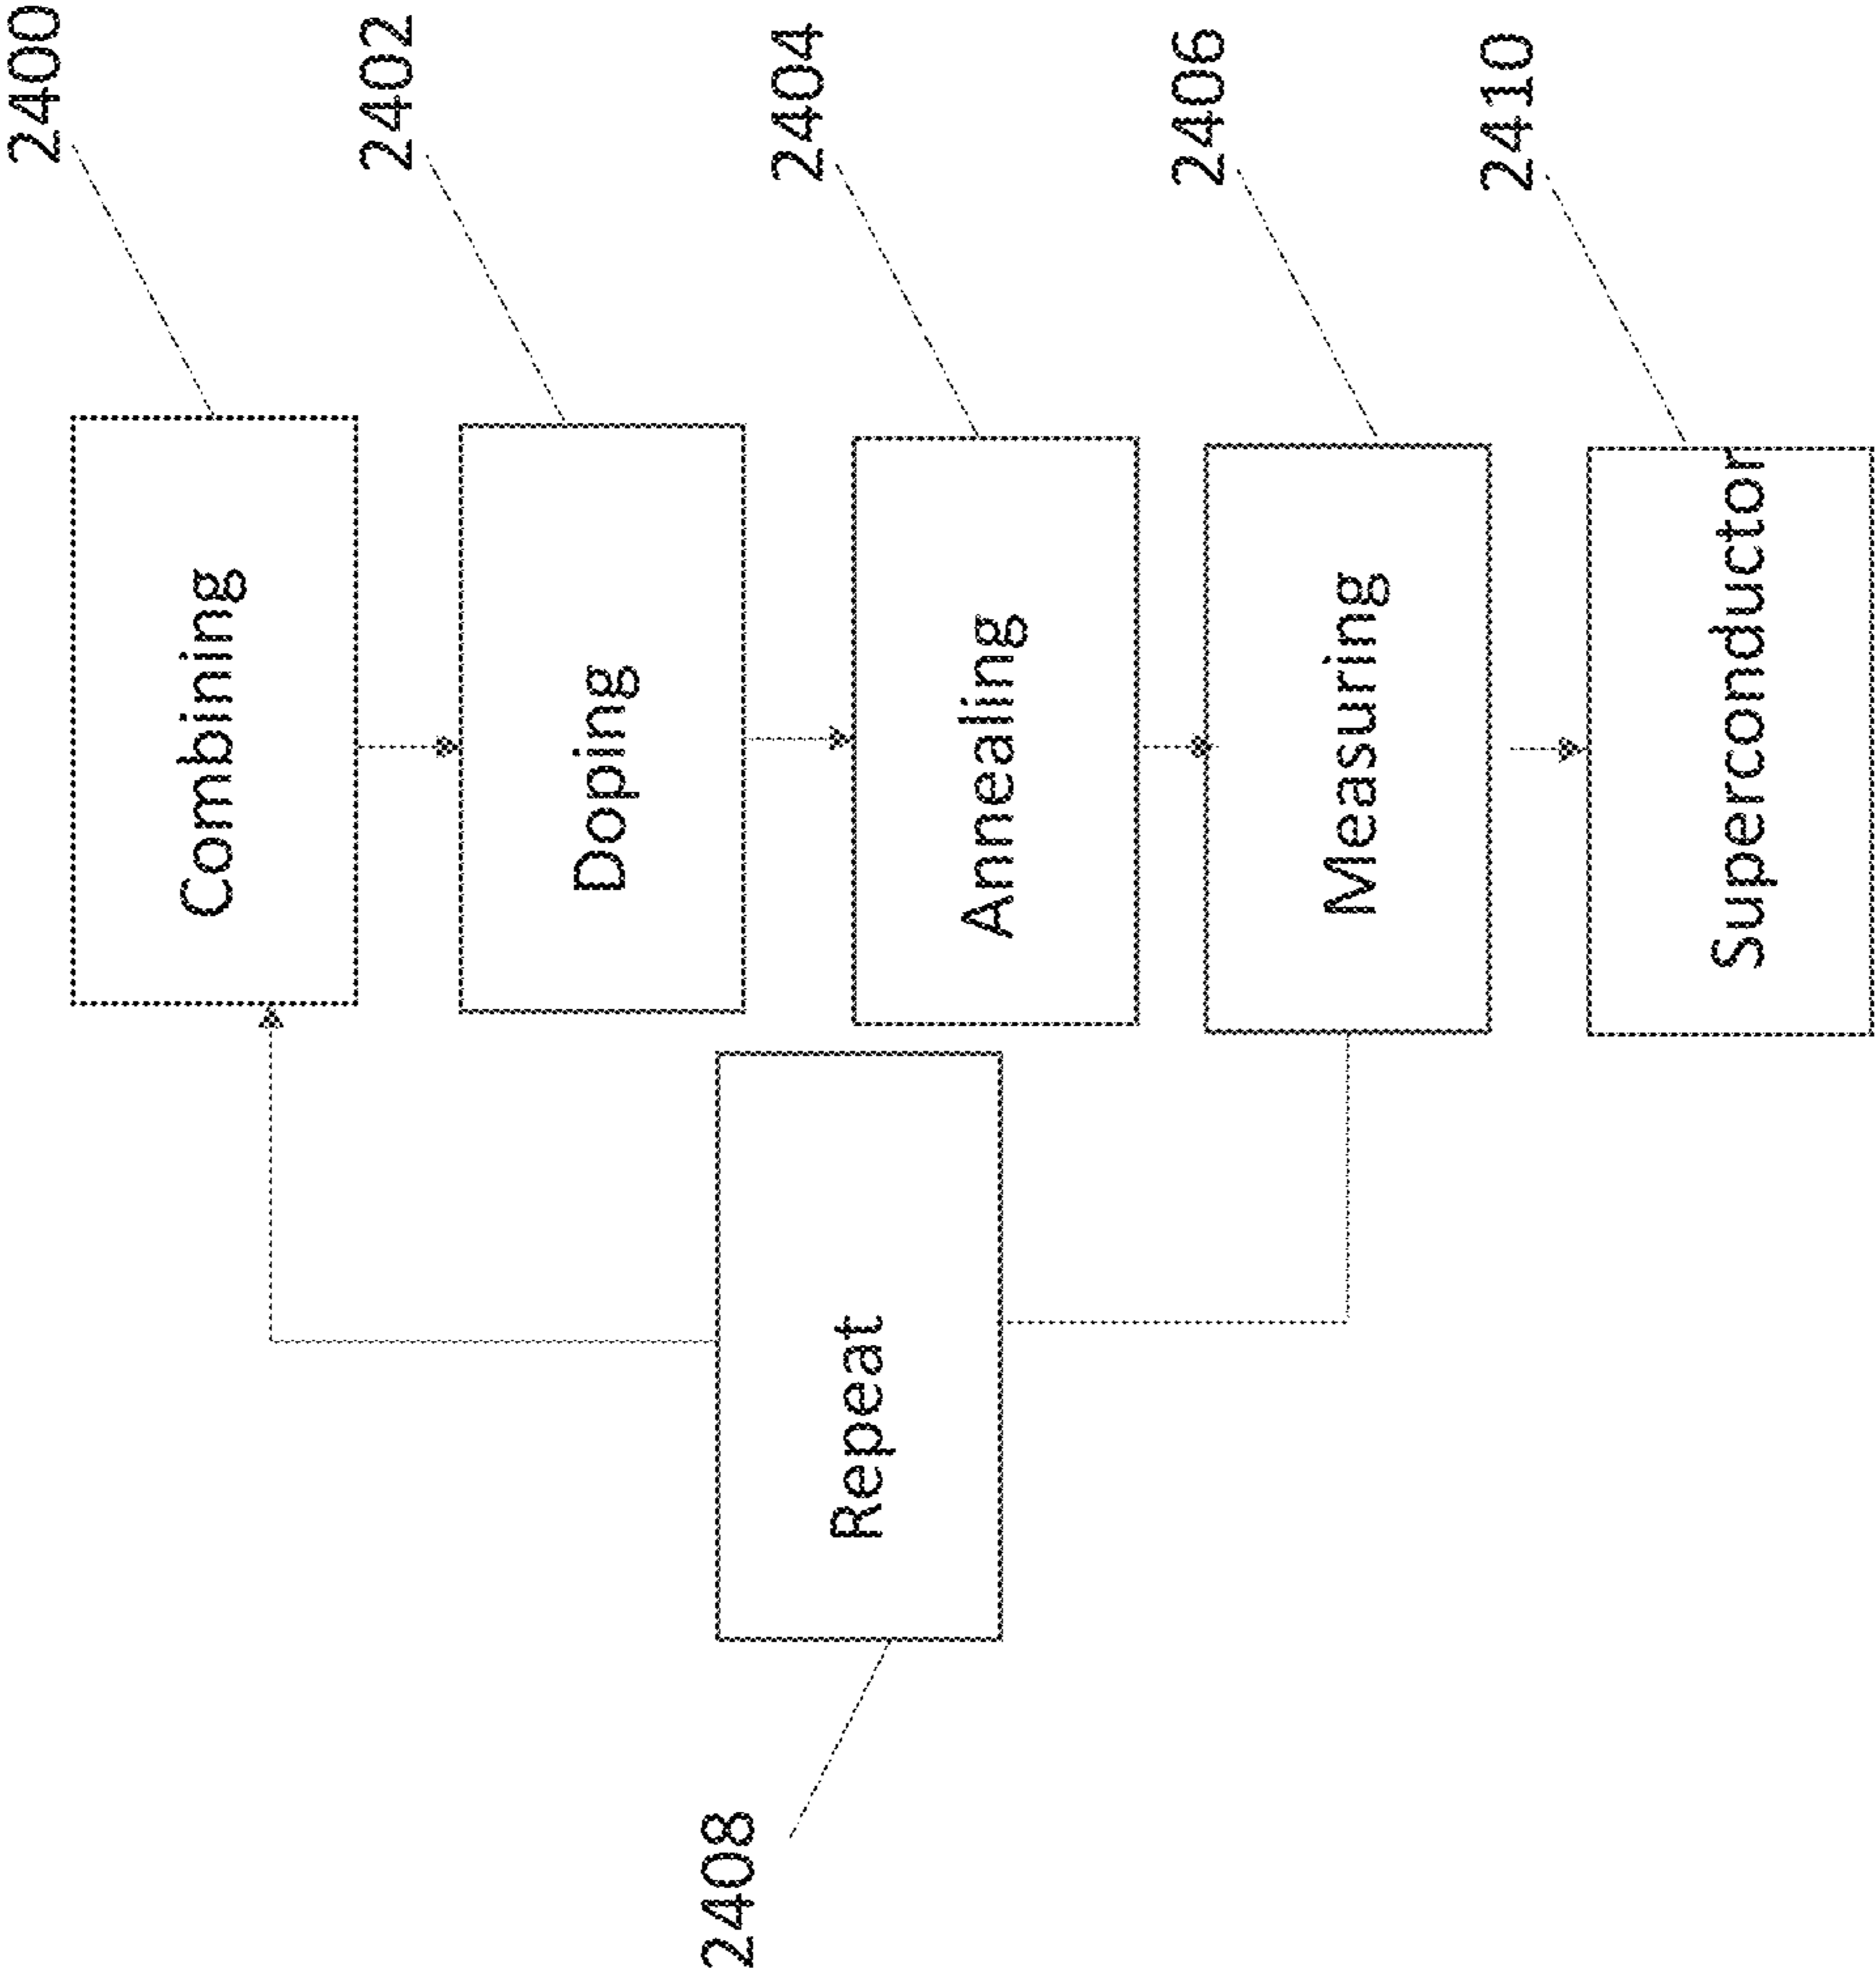 Combining
2400
Doping
2402
Annealing
2404
Measuring
2406
Repeat
2408
Superconductor
2410